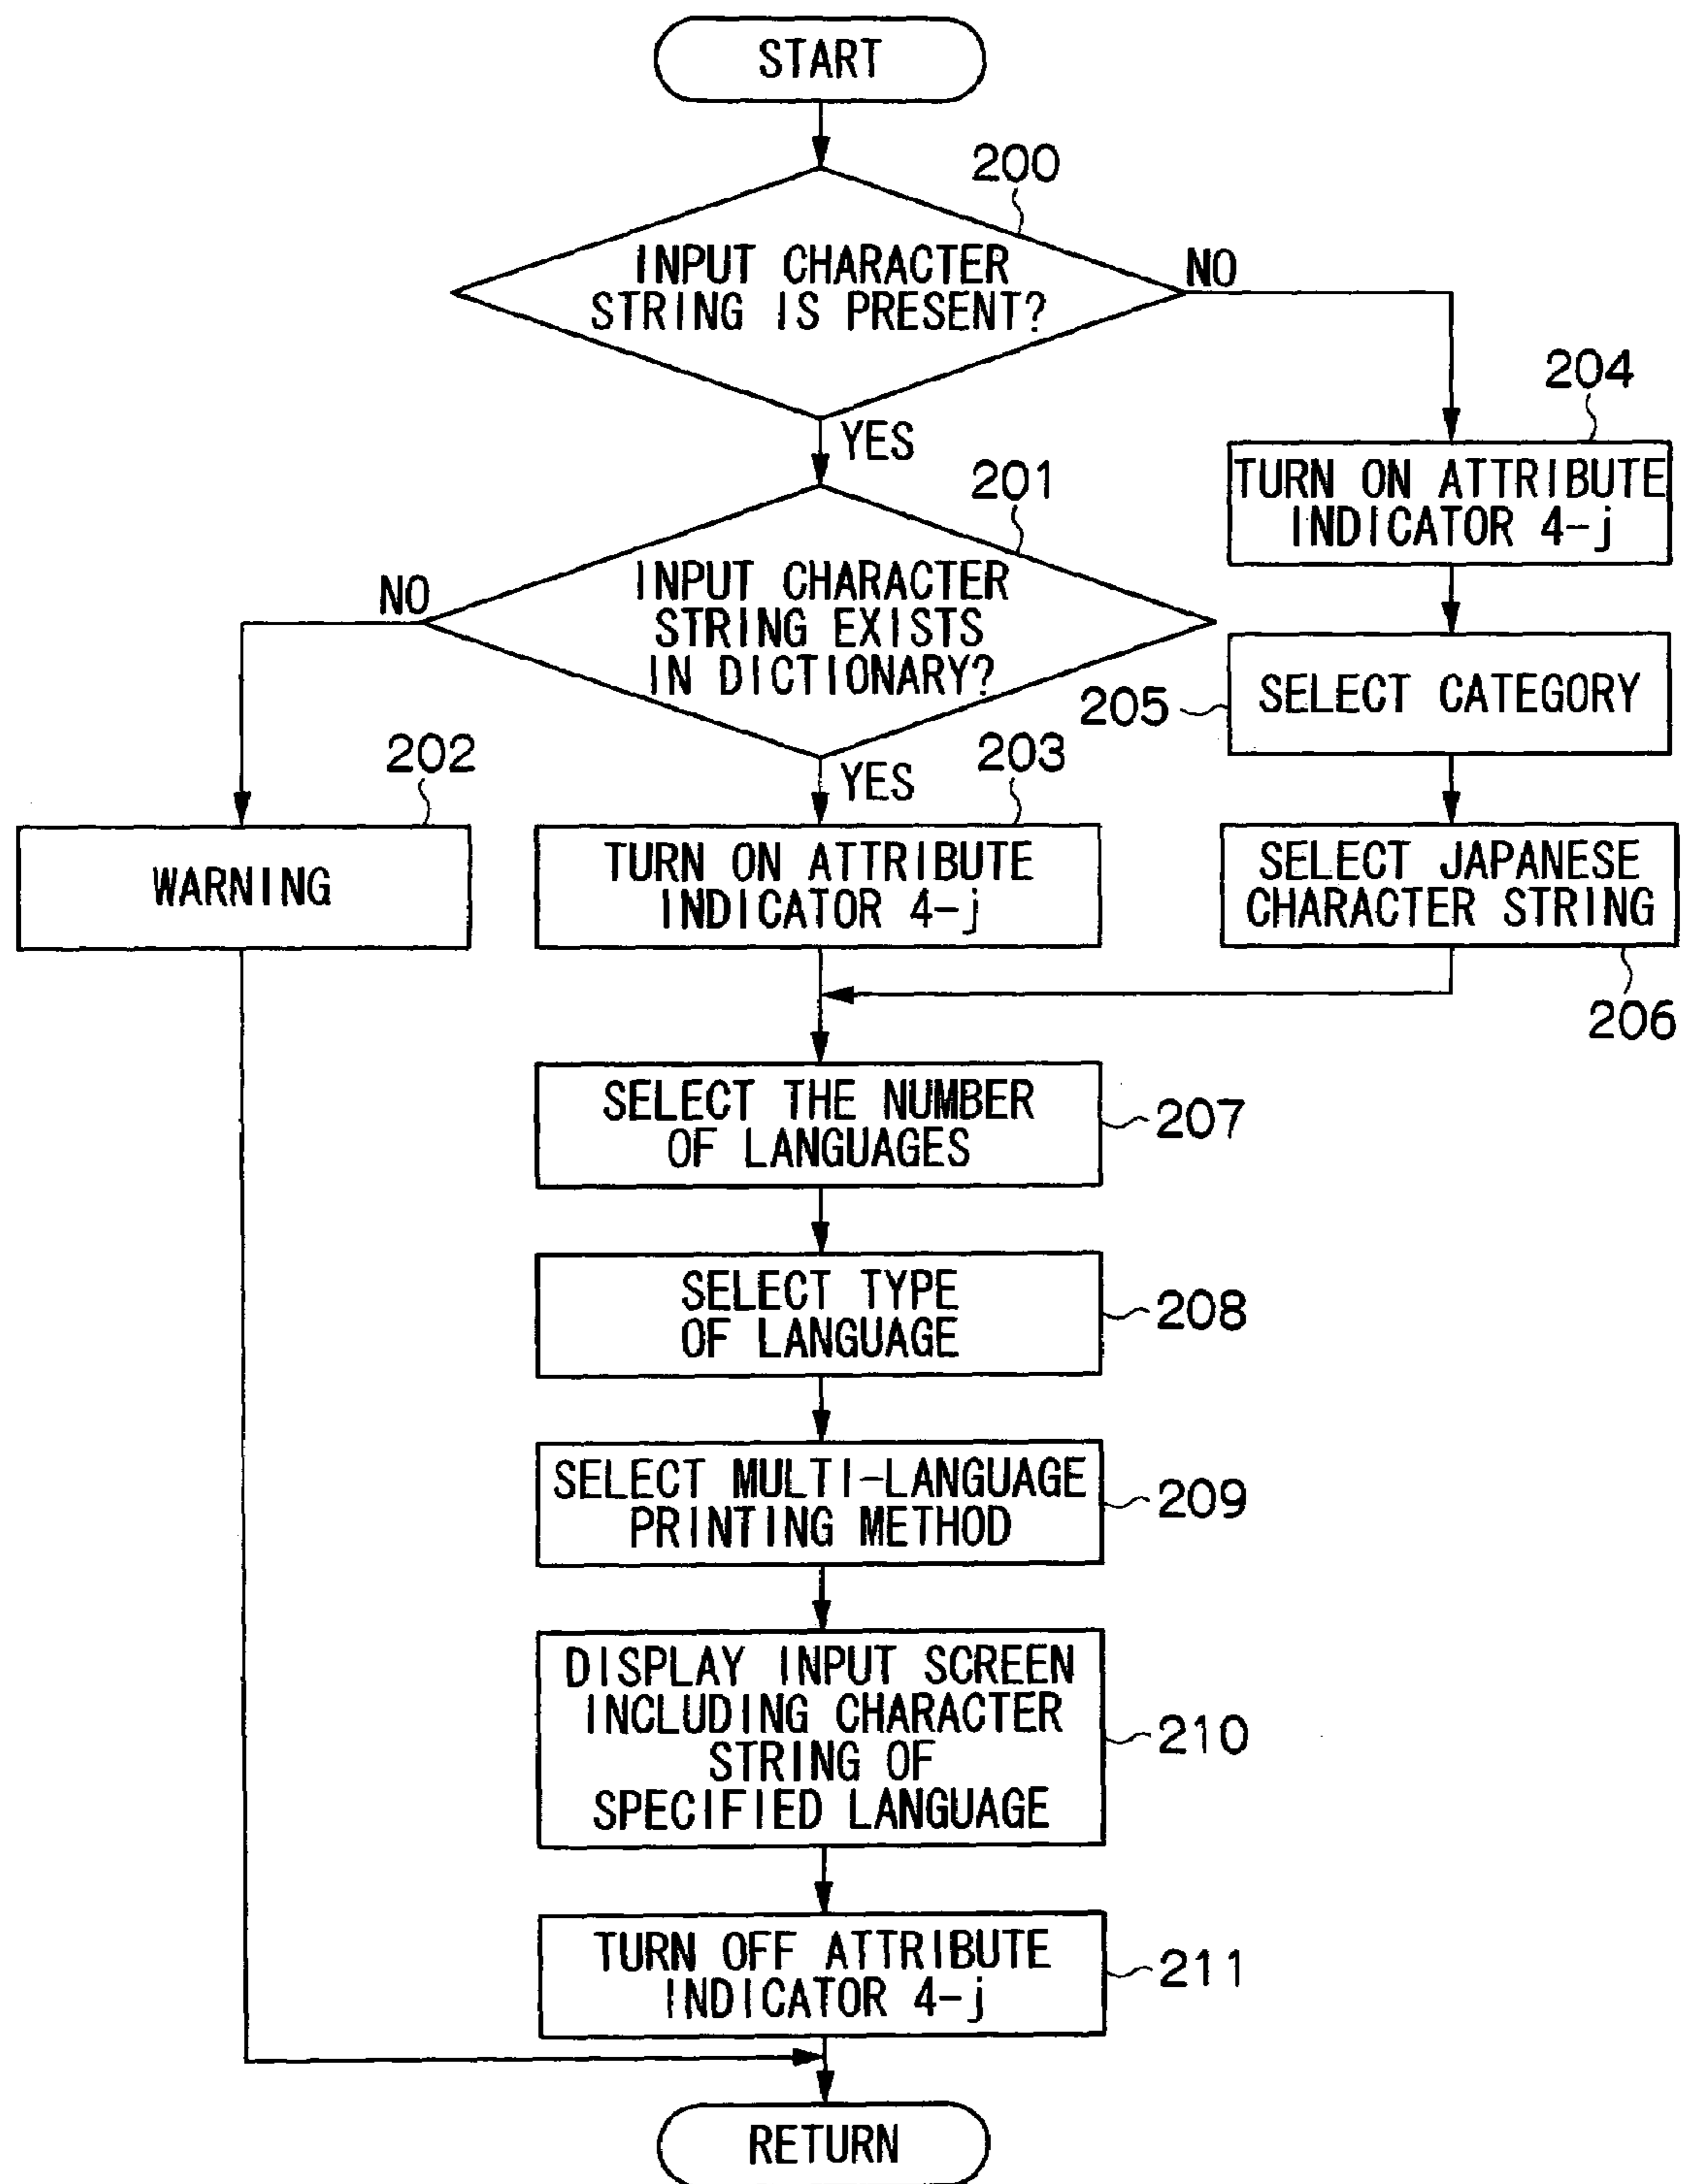 START
200
INPUT CHARACTER
STRING IS PRESENT?
NO
YES
204
TURN ON ATTRIBUTE
INDICATOR 4-j
201
INPUT CHARACTER
STRING EXISTS
IN DICTIONARY?
NO
YES
205
SELECT CATEGORY
202
WARNING
203
TURN ON ATTRIBUTE
INDICATOR 4-j
SELECT JAPANESE
CHARACTER STRING
206
SELECT THE NUMBER
OF LANGUAGES
207
SELECT TYPE
OF LANGUAGE
208
SELECT MULTI-LANGUAGE
PRINTING METHOD
209
DISPLAY INPUT SCREEN
INCLUDING CHARACTER
STRING OF
SPECIFIED LANGUAGE
210
TURN OFF ATTRIBUTE
INDICATOR 4-j
211
RETURN